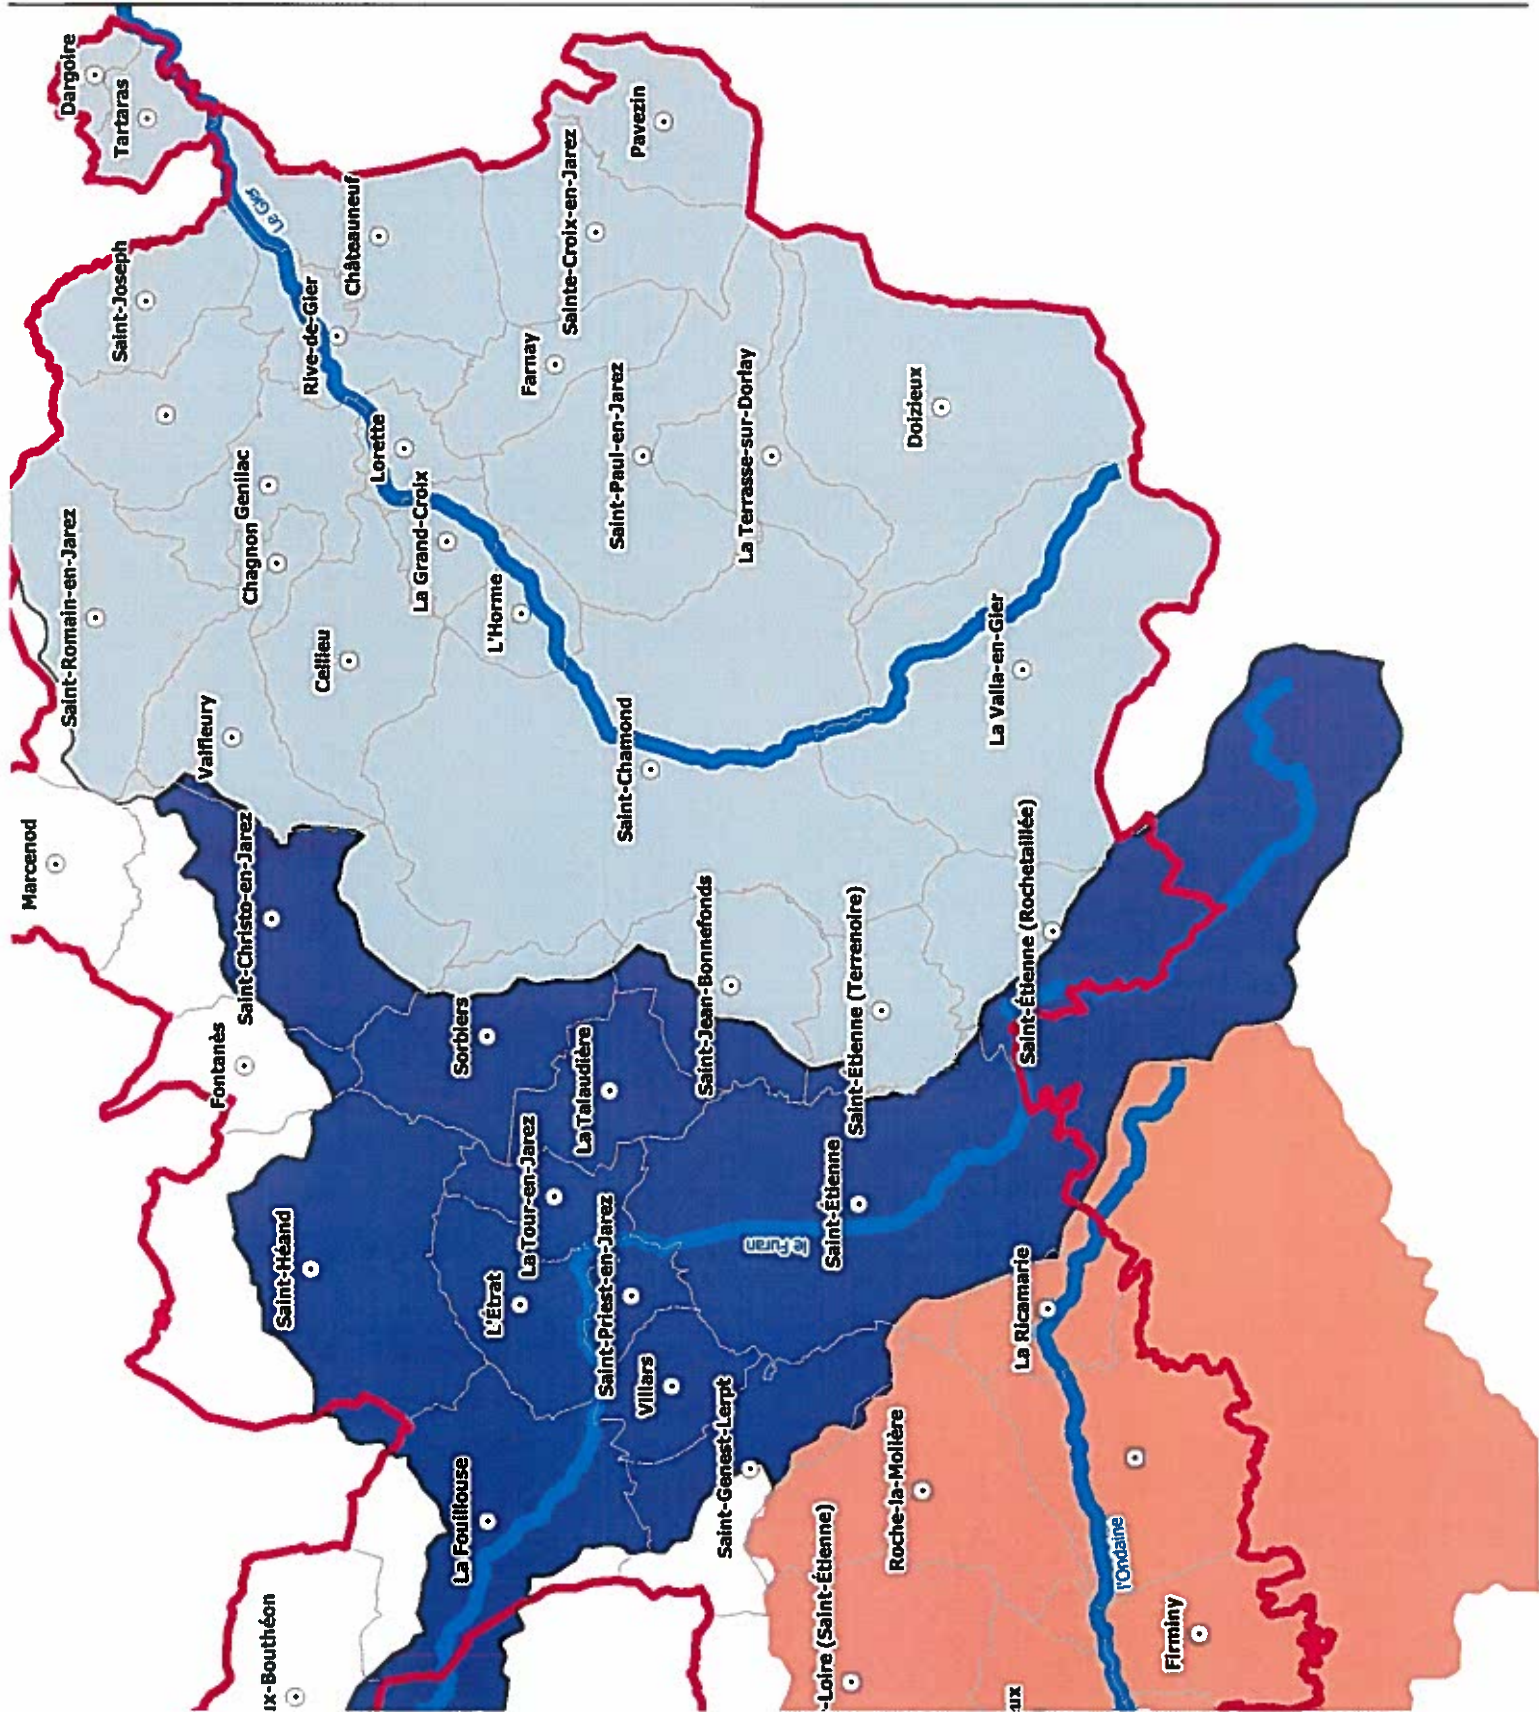 Dargoire
Tartaras
Saint-Joseph
Le Gier
Châteauneuf
Pavezin
Sainte-Croix-en-Jarez
Rive-de-Gier
Farnay
Saint-Romain-en-Jarez
Genilac
Chagnon
Lorette
La Grand-Croix
Saint-Paul-en-Jarez
La Terrasse-sur-Dorlay
Doizieux
Cellieu
L'Horme
Valfleury
Saint-Chamond
La Valla-en-Gier
Marcenod
Saint-Christo-en-Jarez
Fontanès
Sorbiers
Saint-Jean-Bonnefonds
Saint-Étienne (Terrenoire)
Saint-Étienne (Rochetaillée)
La Talaudière
La Tour-en-Jarez
Saint-Héand
L'Étrat
Saint-Priest-en-Jarez
le Furan
Saint-Étienne
La Ricamarie
Villars
Saint-Genest-Lerpt
La Fouillouse
Roche-la-Molière
-Loire (Saint-Étienne)
l'Ondaine
Firminy
ux-Bouthéon
ux